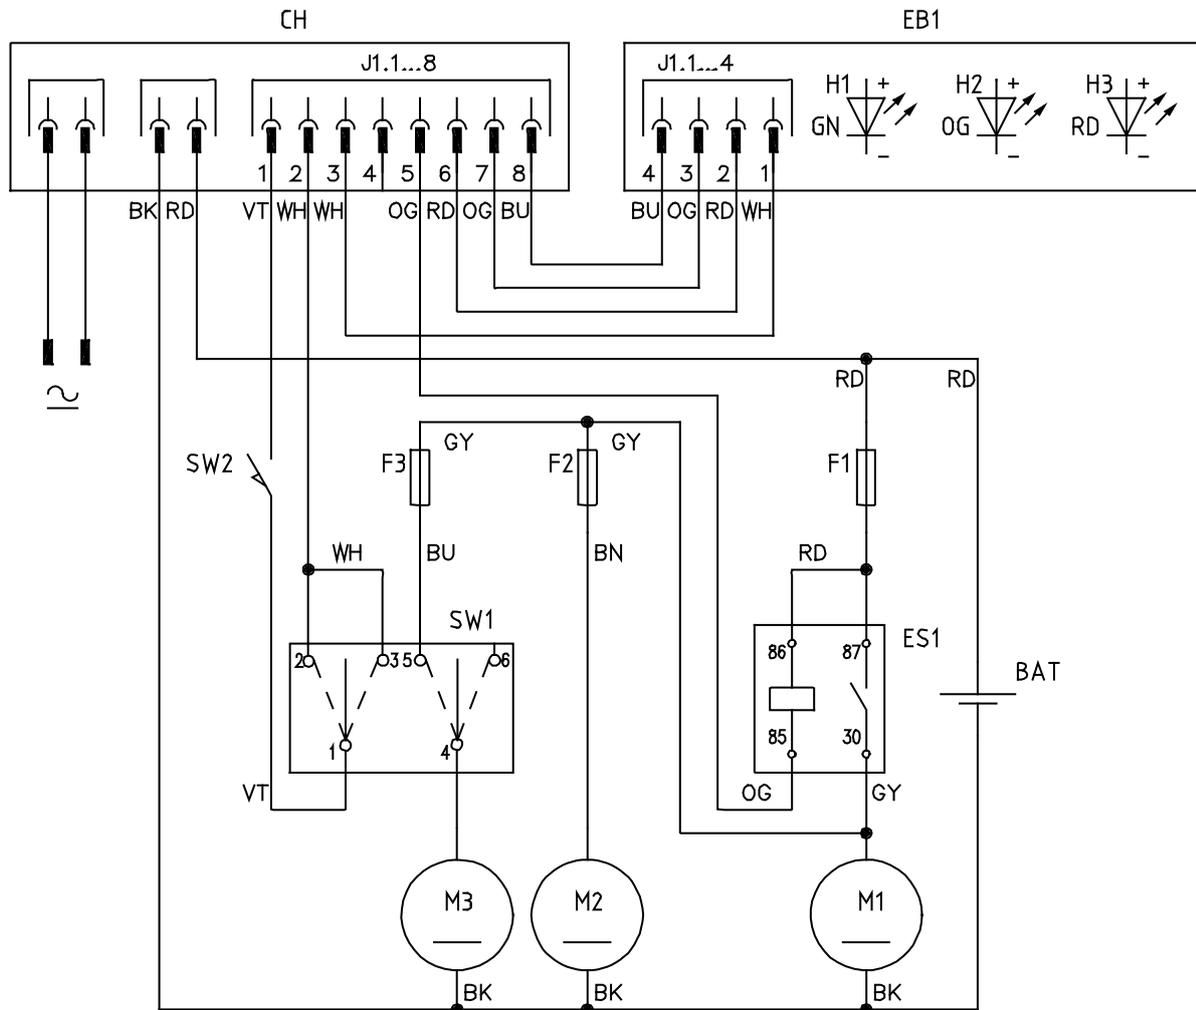 CH EB1
J1.1...8 J1.1...4
H1 + H2 + H3 +
GN OG RD
- - -
1 2 3 4 5 6 7 8 4 3 2 1
BK RD VT WH WH OG RD OG BU BU OG RD WH
RD RD
GY GY
SW2 F3 F2 F1
WH BU BN RD
SW1 ES1
2 3 5 6 86 87
BAT
1 4 85 30
VT OG GY
M3 M2 M1
BK BK BK